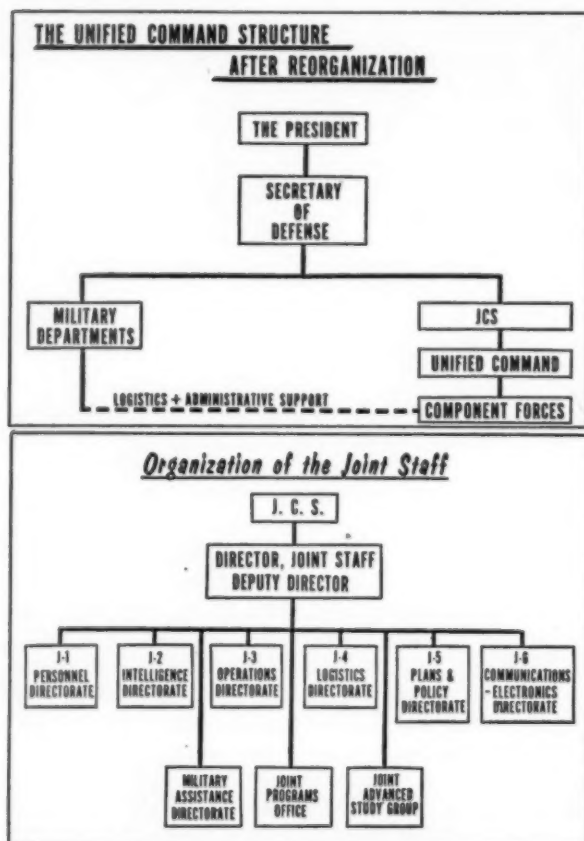 THE UNIFIED COMMAND STRUCTURE
AFTER REORGANIZATION
THE PRESIDENT
SECRETARY
OF
DEFENSE
MILITARY
DEPARTMENTS
JCS
UNIFIED COMMAND
LOGISTICS + ADMINISTRATIVE SUPPORT
COMPONENT FORCES
Organization of the Joint Staff
J. C. S.
DIRECTOR, JOINT STAFF
DEPUTY DIRECTOR
J-1
PERSONNEL
DIRECTORATE
J-2
INTELLIGENCE
DIRECTORATE
J-3
OPERATIONS
DIRECTORATE
J-4
LOGISTICS
DIRECTORATE
J-5
PLANS &
POLICY
DIRECTORATE
J-6
COMMUNICATIONS
-ELECTRONICS
DIRECTORATE
MILITARY
ASSISTANCE
DIRECTORATE
JOINT
PROGRAMS
OFFICE
JOINT
ADVANCED
STUDY GROUP